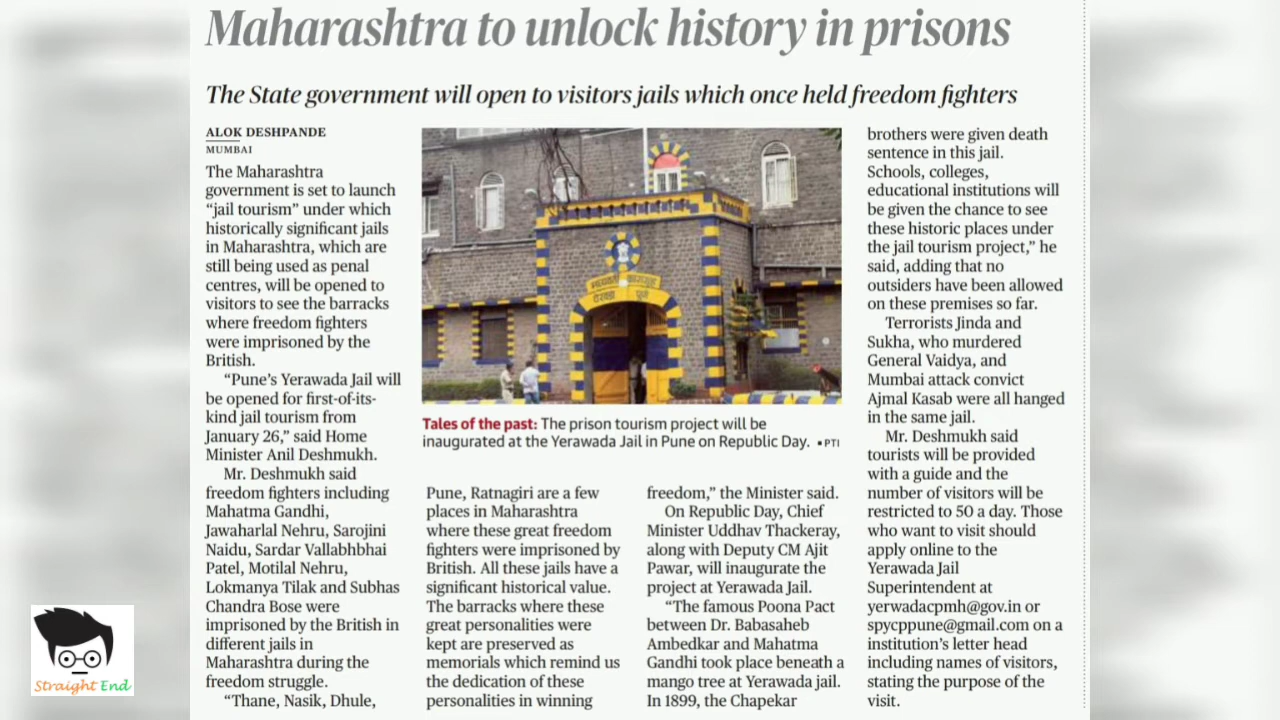 Maharashtra to unlock history in prisons
The State government will open to visitors jails which once held freedom fighters
ALOK DESHPANDE
MUMBAI
The Maharashtra
government is set to launch
“jail tourism” under which
historically significant jails
in Maharashtra, which are
still being used as penal
centres, will be opened to
visitors to see the barracks
where freedom fighters
were imprisoned by the
British.
“Pune’s Yerawada Jail will
be opened for first-of-its-
kind jail tourism from
January 26,” said Home
Minister Anil Deshmukh.
Mr. Deshmukh said
freedom fighters including
Mahatma Gandhi,
Jawaharlal Nehru, Sarojini
Naidu, Sardar Vallabhbhai
Patel, Motilal Nehru,
Lokmanya Tilak and Subhas
Chandra Bose were
imprisoned by the British in
different jails in
Maharashtra during the
freedom struggle.
“Thane, Nasik, Dhule,
येरवडा पुणे
Tales of the past: The prison tourism project will be
inaugurated at the Yerawada Jail in Pune on Republic Day. • PTI
Pune, Ratnagiri are a few
places in Maharashtra
where these great freedom
fighters were imprisoned by
British. All these jails have a
significant historical value.
The barracks where these
great personalities were
kept are preserved as
memorials which remind us
the dedication of these
personalities in winning
freedom,” the Minister said.
On Republic Day, Chief
Minister Uddhav Thackeray,
along with Deputy CM Ajit
Pawar, will inaugurate the
project at Yerawada Jail.
“The famous Poona Pact
between Dr. Babasaheb
Ambedkar and Mahatma
Gandhi took place beneath a
mango tree at Yerawada jail.
In 1899, the Chapekar
brothers were given death
sentence in this jail.
Schools, colleges,
educational institutions will
be given the chance to see
these historic places under
the jail tourism project,” he
said, adding that no
outsiders have been allowed
on these premises so far.
Terrorists Jinda and
Sukha, who murdered
General Vaidya, and
Mumbai attack convict
Ajmal Kasab were all hanged
in the same jail.
Mr. Deshmukh said
tourists will be provided
with a guide and the
number of visitors will be
restricted to 50 a day. Those
who want to visit should
apply online to the
Yerawada Jail
Superintendent at
yerwadacpmh@gov.in or
spycppune@gmail.com on a
institution’s letter head
including names of visitors,
stating the purpose of the
visit.
Straight End